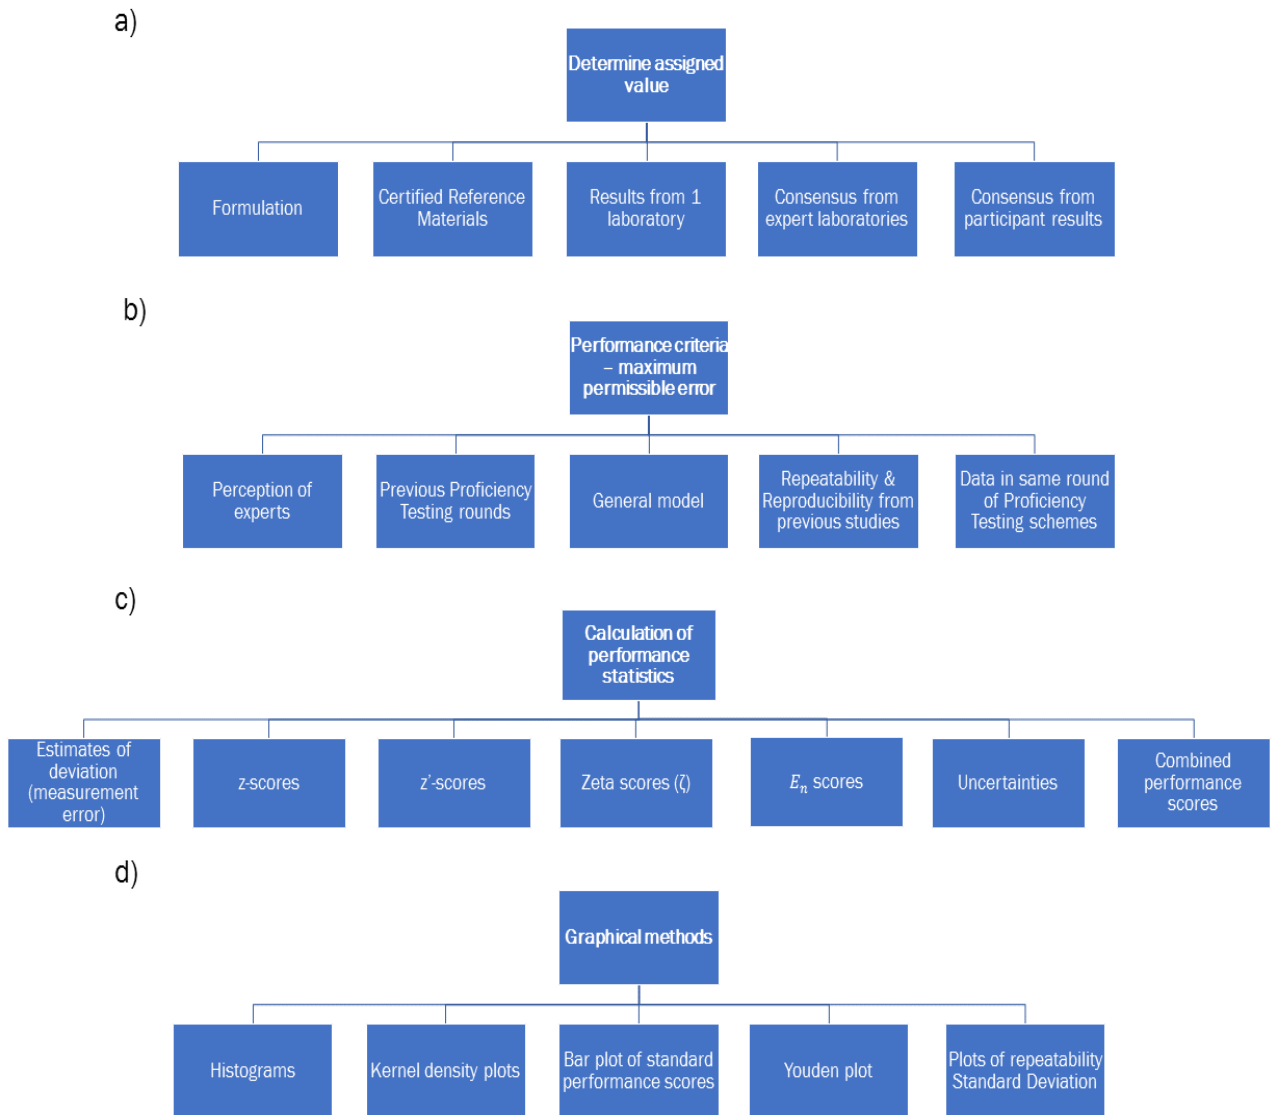 a)
Determine assigned
value
Formulation
Certified Reference
Materials
Results from 1
laboratory
Consensus from
expert laboratories
Consensus from
participant results
b)
Performance criteria
– maximum
permissible error
Perception of
experts
Previous Proficiency
Testing rounds
General model
Repeatability &
Reproducibility from
previous studies
Data in same round
of Proficiency
Testing schemes
c)
Calculation of
performance
statistics
Estimates of
deviation
(measurement
error)
z-scores
z'-scores
Zeta scores (ζ)
Eₙ scores
Uncertainties
Combined
performance
scores
d)
Graphical methods
Histograms
Kernel density plots
Bar plot of standard
performance scores
Youden plot
Plots of repeatability
Standard Deviation